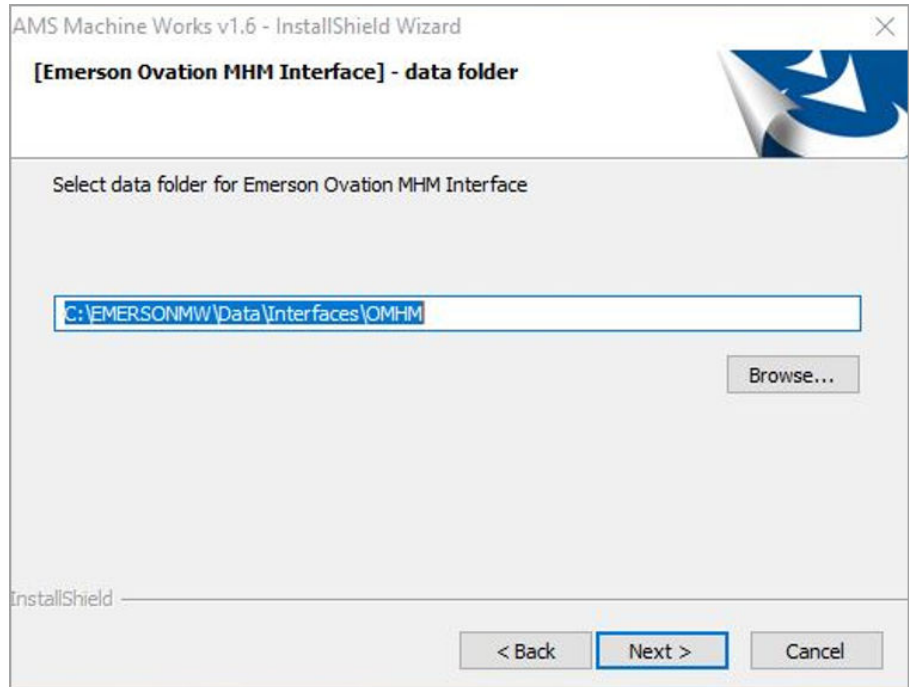 AMS Machine Works v1.6 - InstallShield Wizard
[Emerson Ovation MHM Interface] - data folder
Select data folder for Emerson Ovation MHM Interface
C:\EMERSONMW\Data\Interfaces\OMHM
Browse...
InstallShield
< Back Next > Cancel